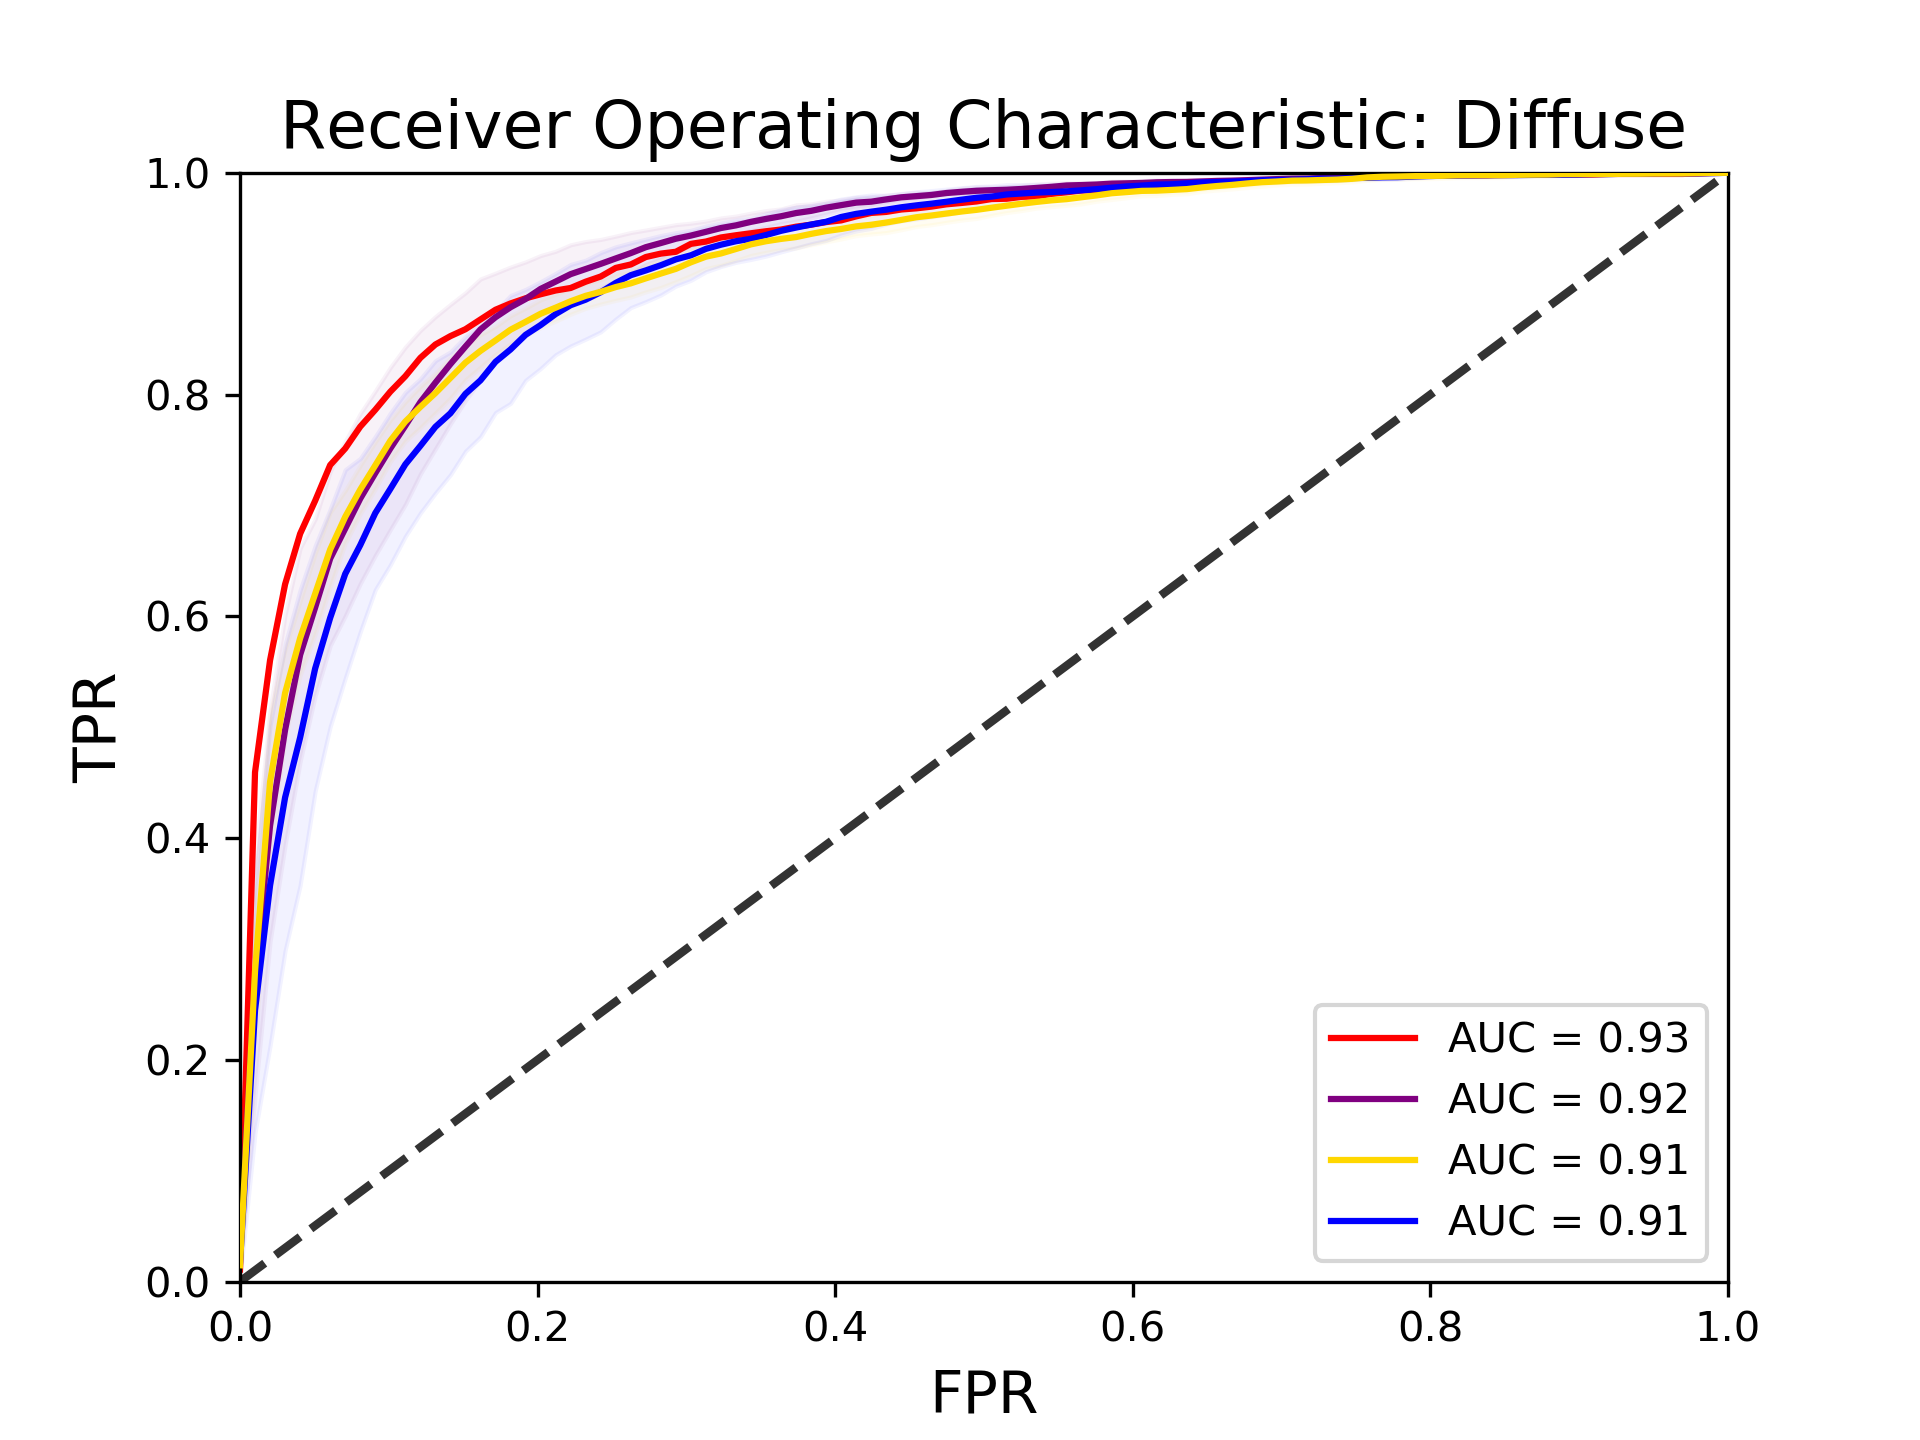 Receiver Operating Characteristic: Diffuse
1.0
0.8
0.6
0.4
0.2
0.0
TPR
AUC = 0.93
AUC = 0.92
AUC = 0.91
AUC = 0.91
0.0 0.2 0.4 0.6 0.8 1.0
FPR